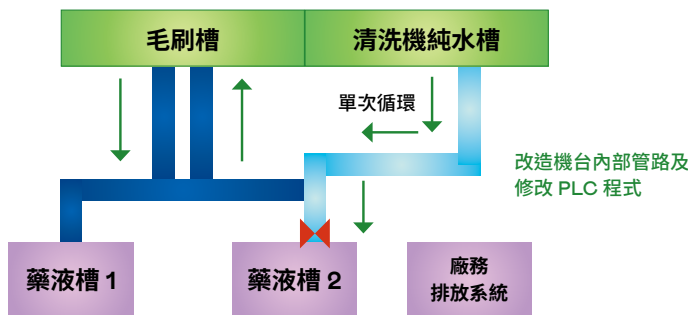 毛刷槽
清洗機純水槽
單次循環
改造機台內部管路及
修改 PLC 程式
藥液槽 1
藥液槽 2
廠務
排放系統